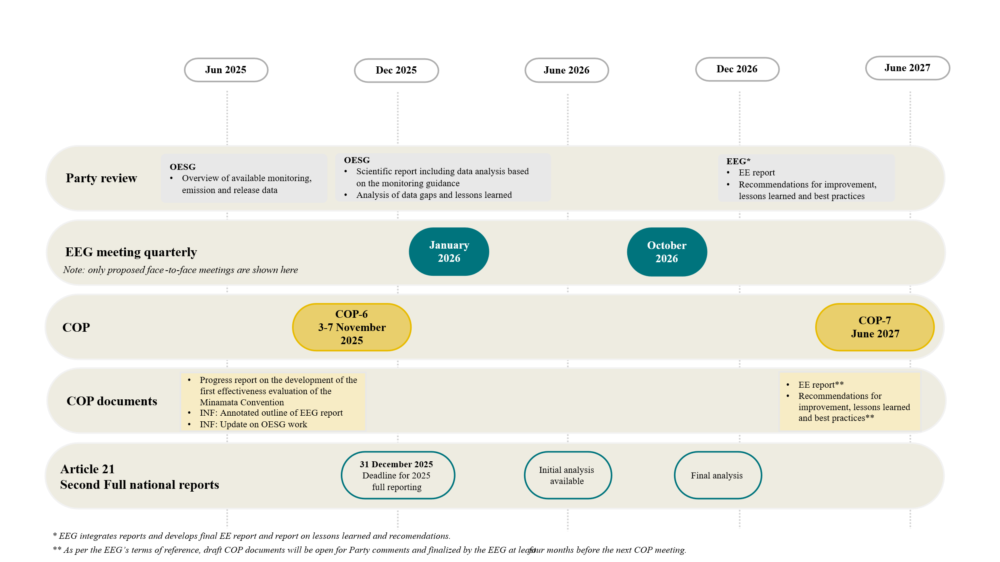 Jun 2025
Dec 2025
June 2026
Dec 2026
June 2027
Party review
OESG
• Overview of available monitoring,
emission and release data
OESG
• Scientific report including data analysis based
on the monitoring guidance
• Analysis of data gaps and lessons learned
EEG*
• EE report
• Recommendations for improvement,
lessons learned and best practices
EEG meeting quarterly
Note: only proposed face-to-face meetings are shown here
January
2026
October
2026
COP
COP-6
3-7 November
2025
COP-7
June 2027
COP documents
• Progress report on the development of the
first effectiveness evaluation of the
Minamata Convention
• INF: Annotated outline of EEG report
• INF: Update on OESG work
• EE report**
• Recommendations for
improvement, lessons learned
and best practices**
Article 21
Second Full national reports
31 December 2025
Deadline for 2025
full reporting
Initial analysis
available
Final analysis
* EEG integrates reports and develops final EE report and report on lessons learned and recomendations.
** As per the EEG’s terms of reference, draft COP documents will be open for Party comments and finalized by the EEG at least four months before the next COP meeting.